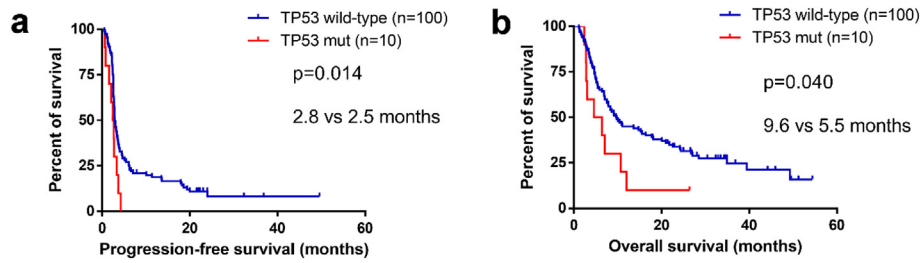 a
TP53 wild-type (n=100)
TP53 mut (n=10)
p=0.014
2.8 vs 2.5 months
Percent of survival
100
75
50
25
0
0
20
40
60
Progression-free survival (months)
b
TP53 wild-type (n=100)
TP53 mut (n=10)
p=0.040
9.6 vs 5.5 months
Percent of survival
100
75
50
25
0
0
20
40
60
Overall survival (months)